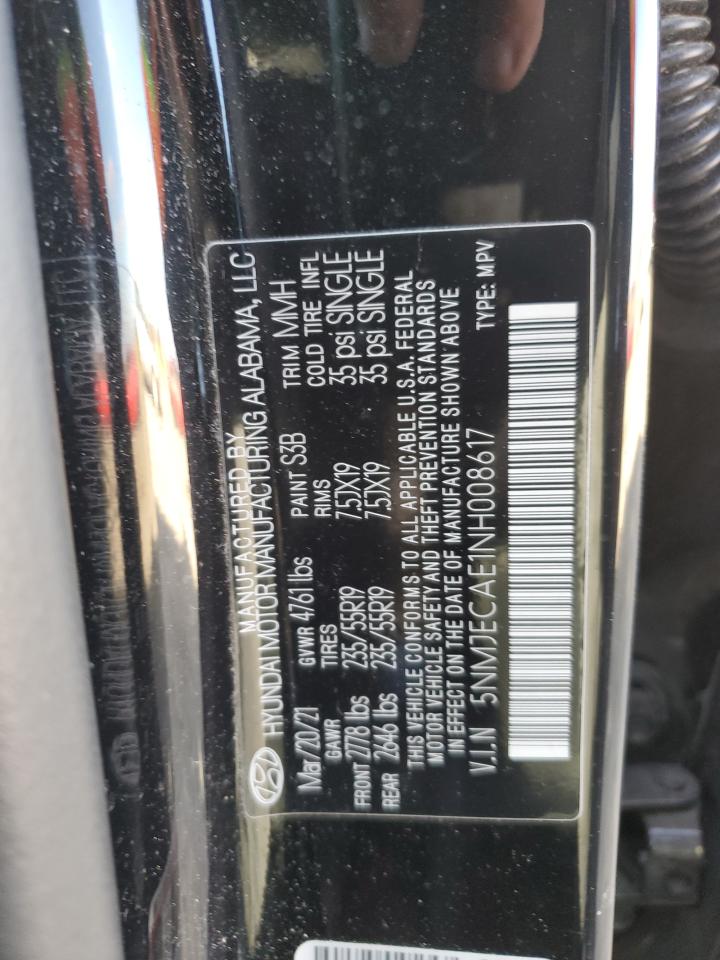 MANUFACTURED BY
HYUNDAI MOTOR MANUFACTURING ALABAMA, LLC
Mar/20/21 GVWR 4761 lbs PAINT S3B TRIM MMH
GAWR TIRES RIMS COLD TIRE INFL
FRONT 2778 lbs 235/55R19 7.5JX19 35 psi SINGLE
REAR 2646 lbs 235/55R19 7.5JX19 35 psi SINGLE
THIS VEHICLE CONFORMS TO ALL APPLICABLE U.S.A. FEDERAL
MOTOR VEHICLE SAFETY AND THEFT PREVENTION STANDARDS
IN EFFECT ON THE DATE OF MANUFACTURE SHOWN ABOVE
V.I.N 5NMJECAE1NH008617 TYPE: MPV